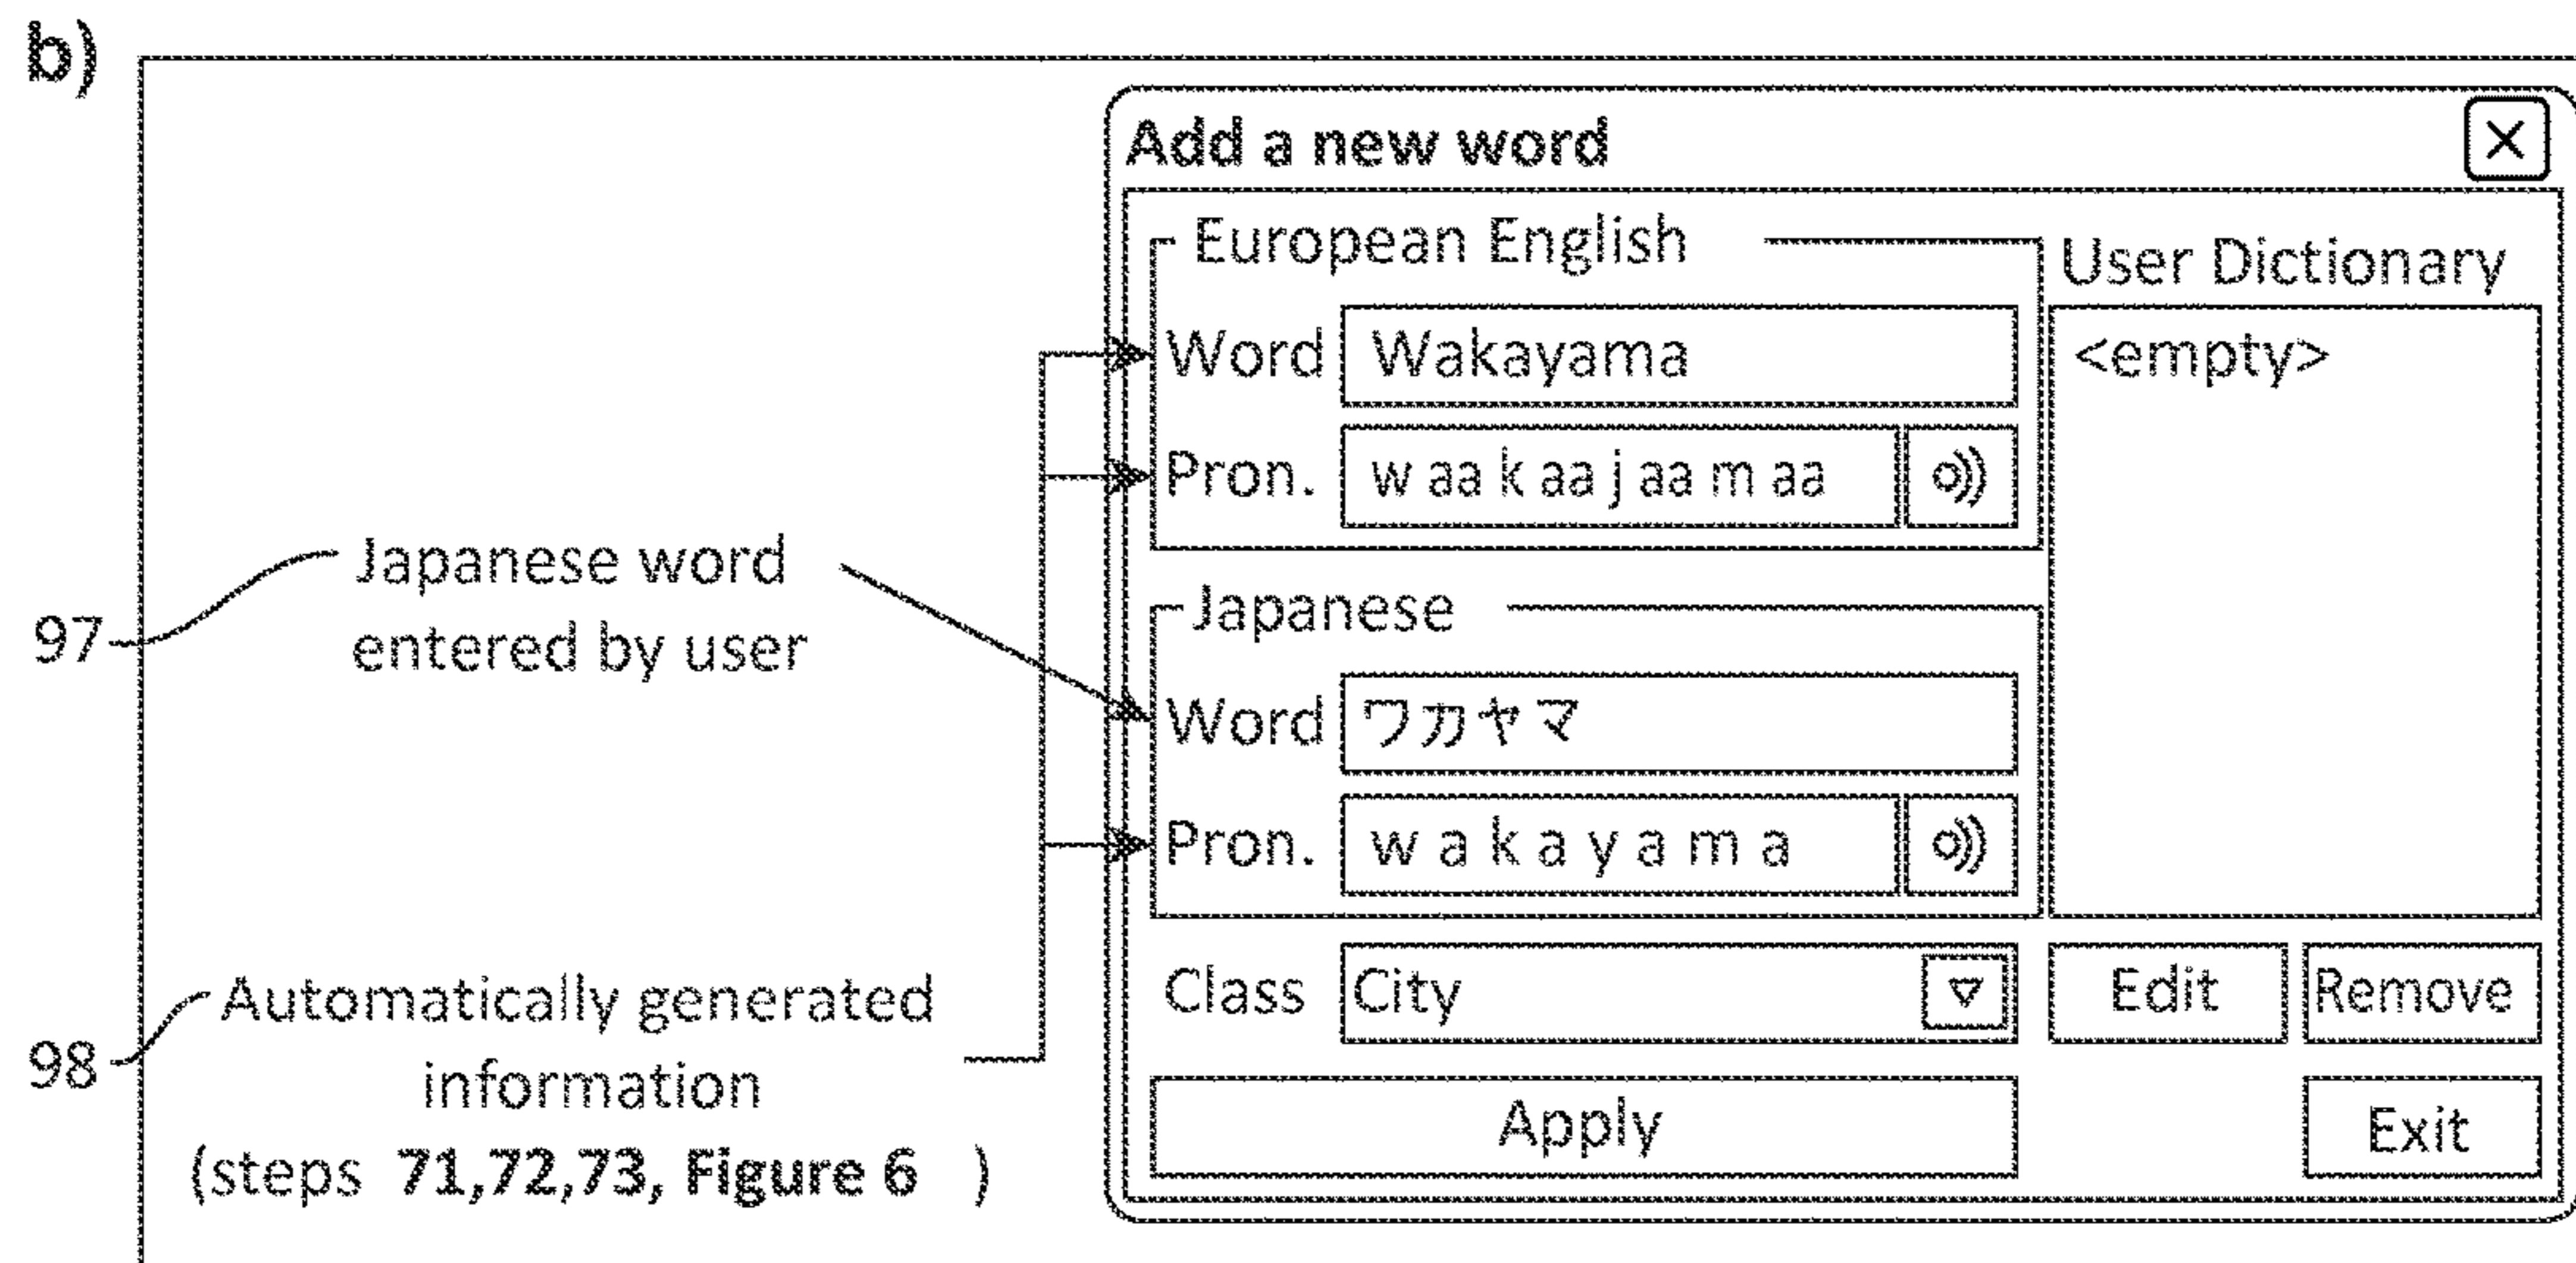 b)
Add a new word
European English
User Dictionary
Word Wakayama
<empty>
Pron. w aa k aa j aa m aa
97
Japanese word
entered by user
Japanese
Word ワカヤマ
Pron. w a k a y a m a
98
Automatically generated
information
(steps 71,72,73, Figure 6 )
Class City
Edit
Remove
Apply
Exit